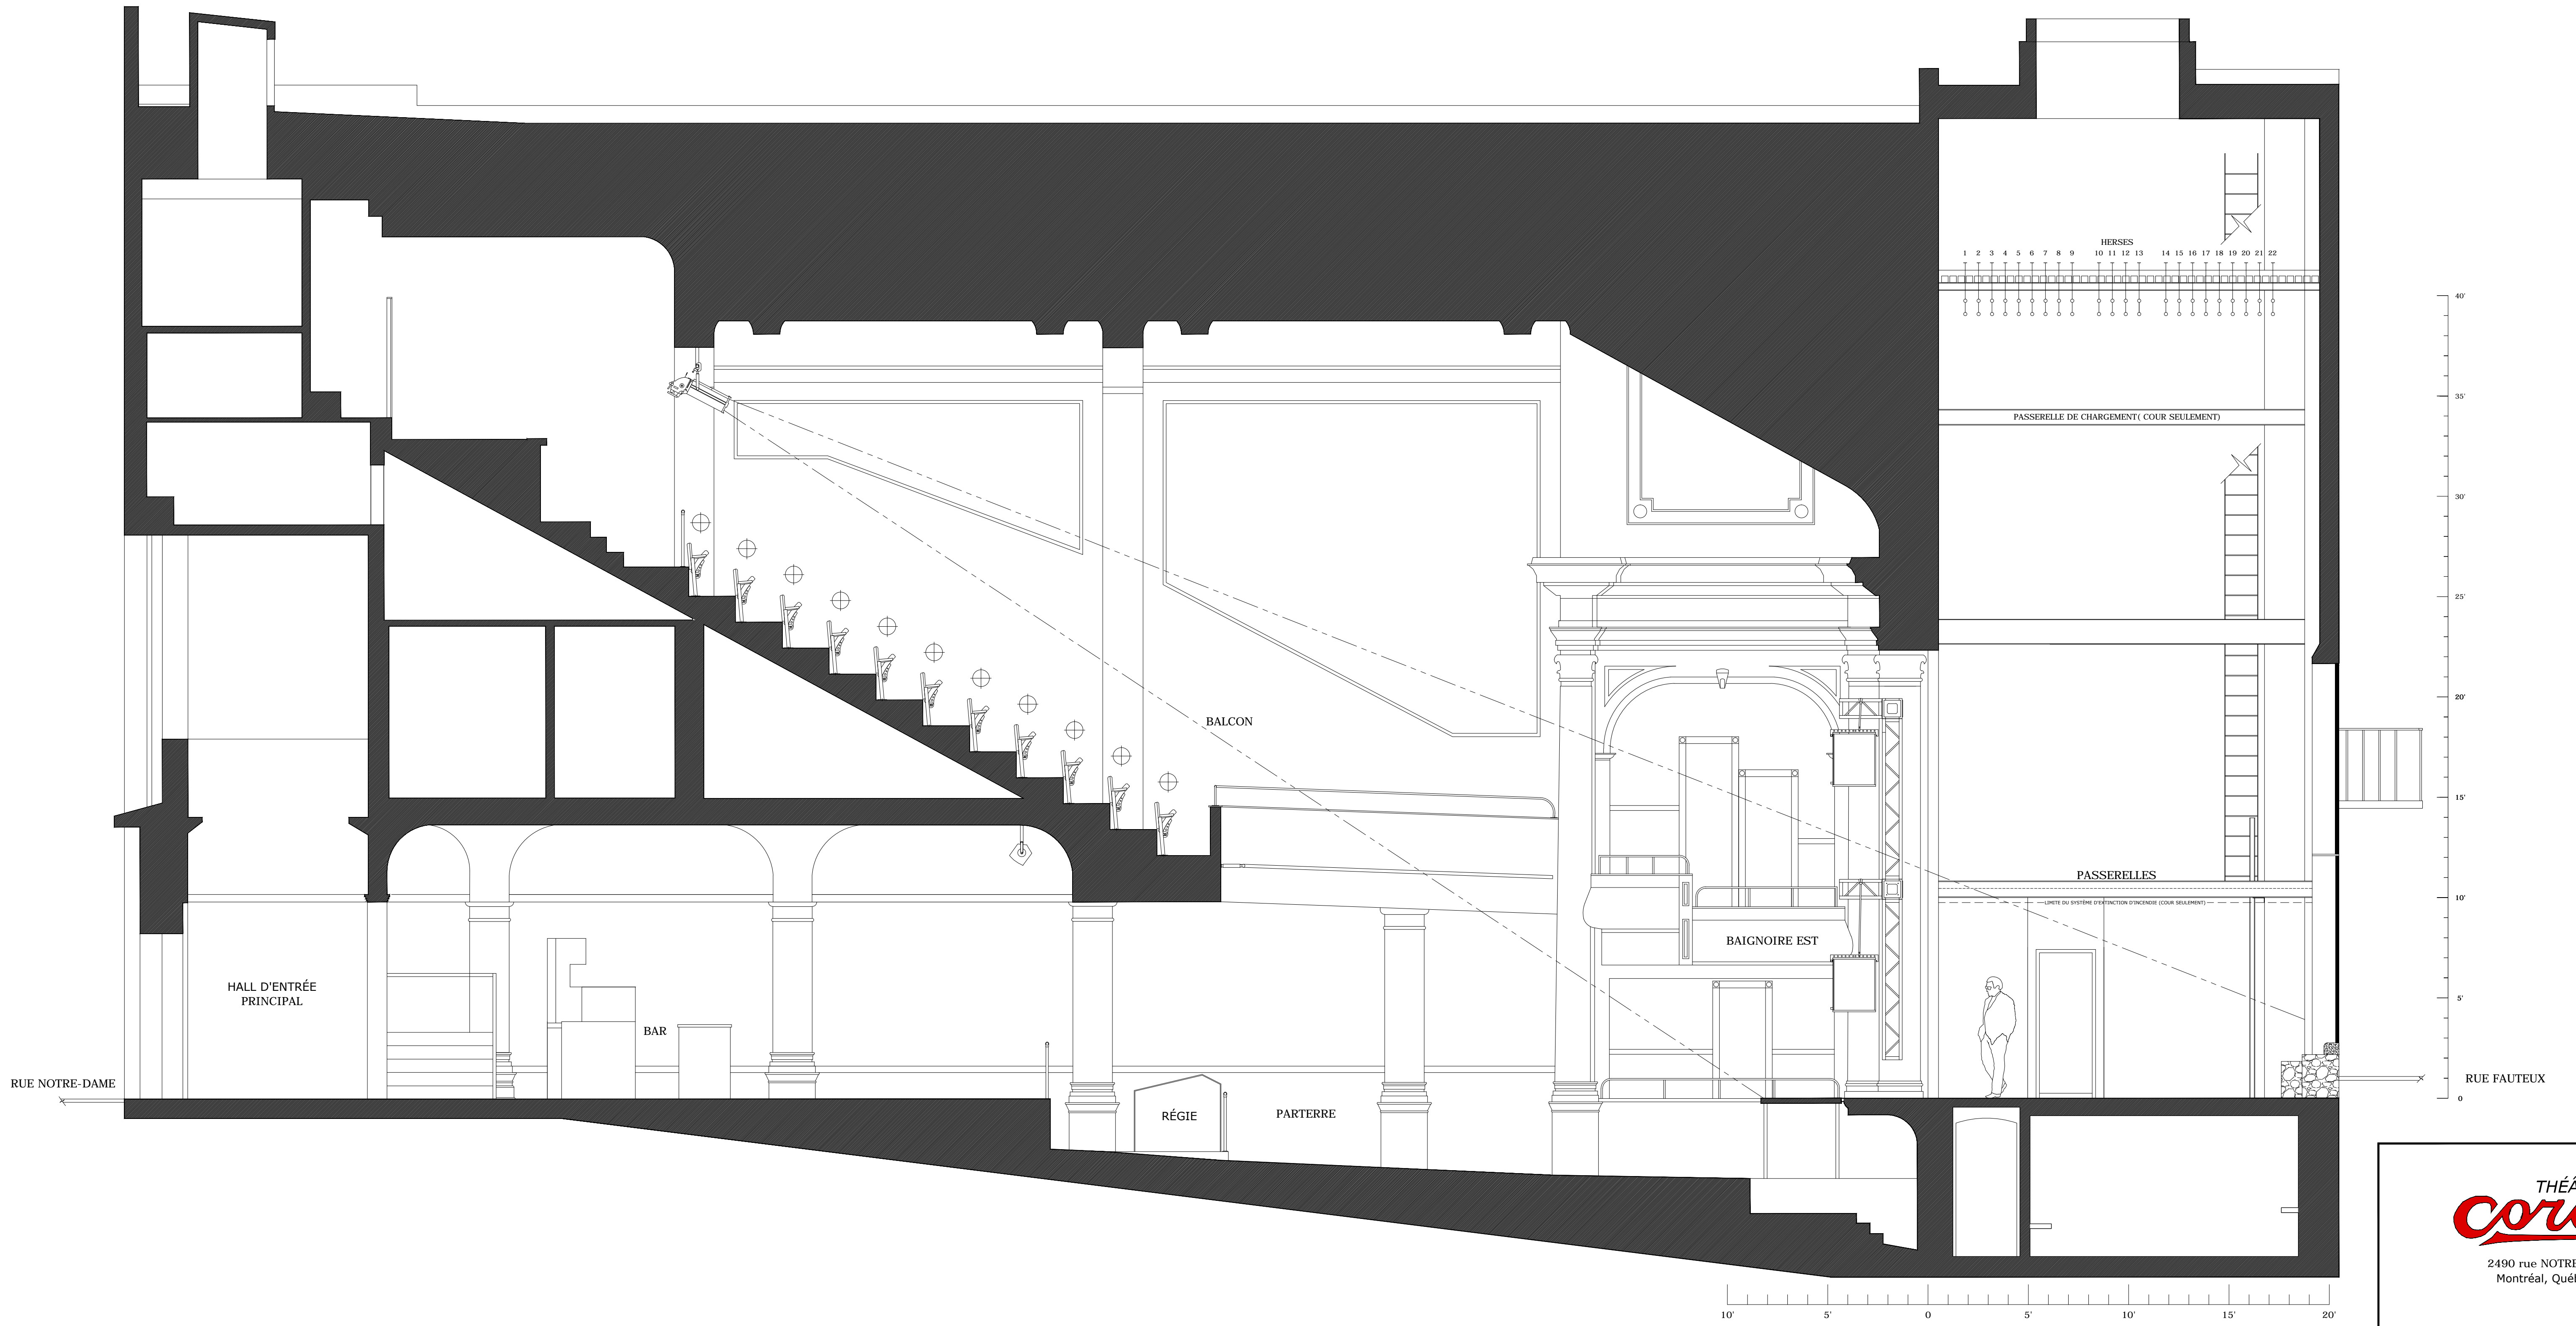 HERSES
1 2 3 4 5 6 7 8 9 10 11 12 13 14 15 16 17 18 19 20 21 22
40'
PASSERELLE DE CHARGEMENT( COUR SEULEMENT)
35'
30'
25'
20'
BALCON
15'
PASSERELLES
10'
LIMITE DU SYSTÈME D'EXTINCTION D'INCENDIE (COUR SEULEMENT)
BAIGNOIRE EST
HALL D'ENTRÉE
PRINCIPAL
5'
BAR
RUE NOTRE-DAME
RUE FAUTEUX
0
RÉGIE
PARTERRE
2490 rue
Montréal,
10' 5' 0 5' 10' 15' 20'